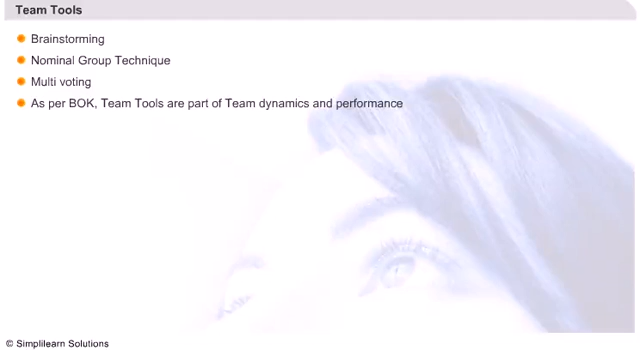 Team Tools
Brainstorming
Nominal Group Technique
Multi voting
As per BOK, Team Tools are part of Team dynamics and performance
© Simplilearn Solutions